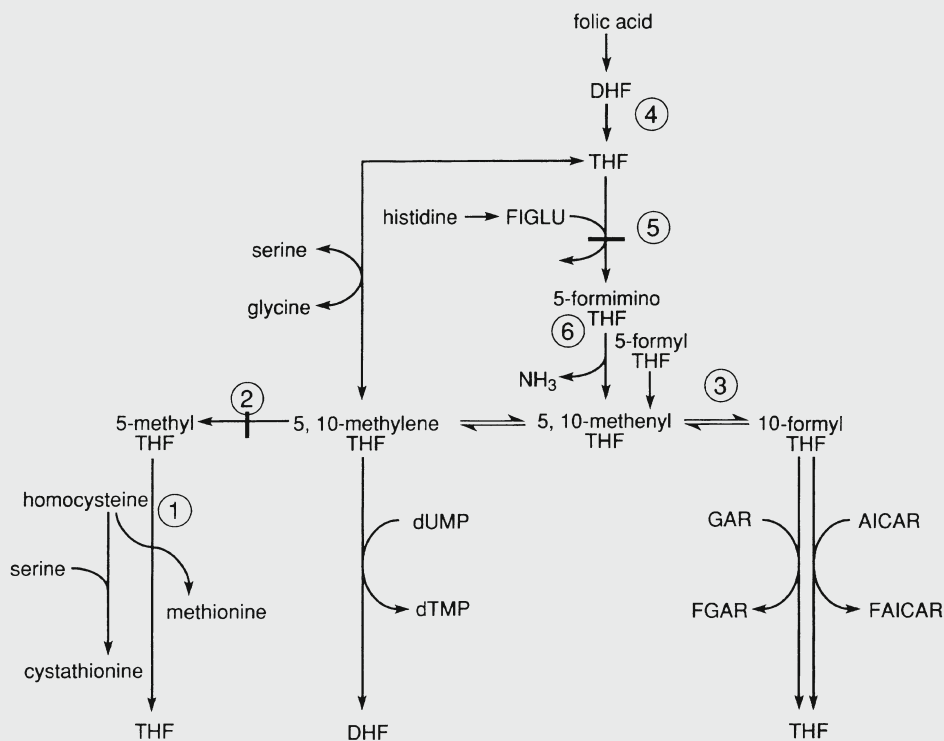 folic acid
DHF
4
THF
histidine
FIGLU
5
serine
glycine
5-formimino
THF
6
5-formyl
THF
NH3
3
2
5-methyl
THF
5, 10-methylene
THF
5, 10-methenyl
THF
10-formyl
THF
homocysteine
1
dUMP
GAR
AICAR
serine
methionine
dTMP
FGAR
FAICAR
cystathionine
THF
DHF
THF